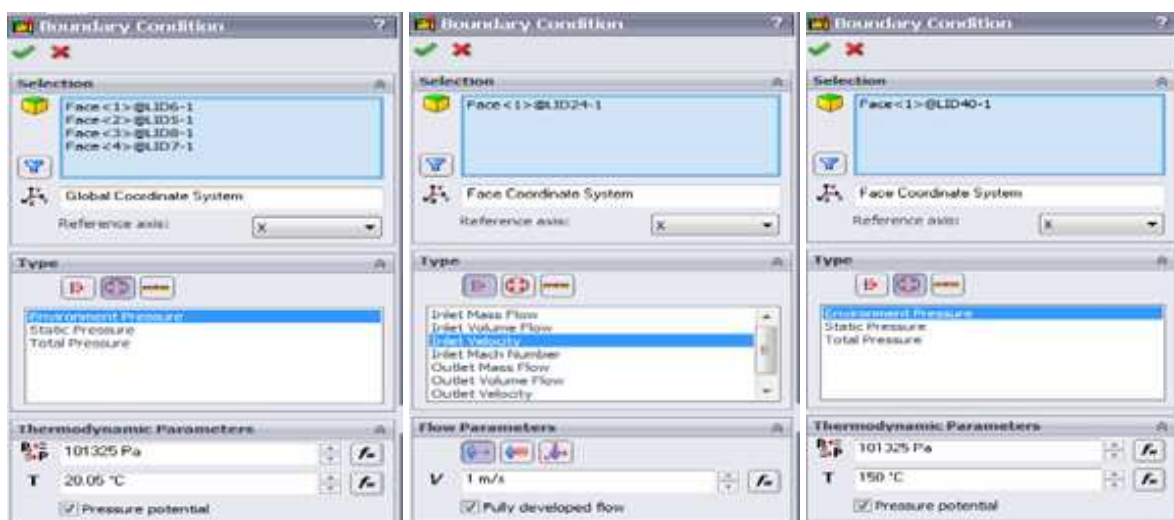 Boundary Condition ?
Selection
Face<1>@LID6-1
Face<2>@LID5-1
Face<3>@LID8-1
Face<4>@LID7-1
Global Coordinate System
Reference axis: X
Type
Environment Pressure
Static Pressure
Total Pressure
Thermodynamic Parameters
101325 Pa
T 20.05 °C
Pressure potential
Boundary Condition ?
Selection
Face<1>@LID24-1
Face Coordinate System
Reference axis: X
Type
Inlet Mass Flow
Inlet Volume Flow
Inlet Velocity
Inlet Mach Number
Outlet Mass Flow
Outlet Volume Flow
Outlet Velocity
Flow Parameters
V 1 m/s
Fully developed flow
Boundary Condition ?
Selection
Face<1>@LID40-1
Face Coordinate System
Reference axis: X
Type
Environment Pressure
Static Pressure
Total Pressure
Thermodynamic Parameters
101325 Pa
T 150 °C
Pressure potential